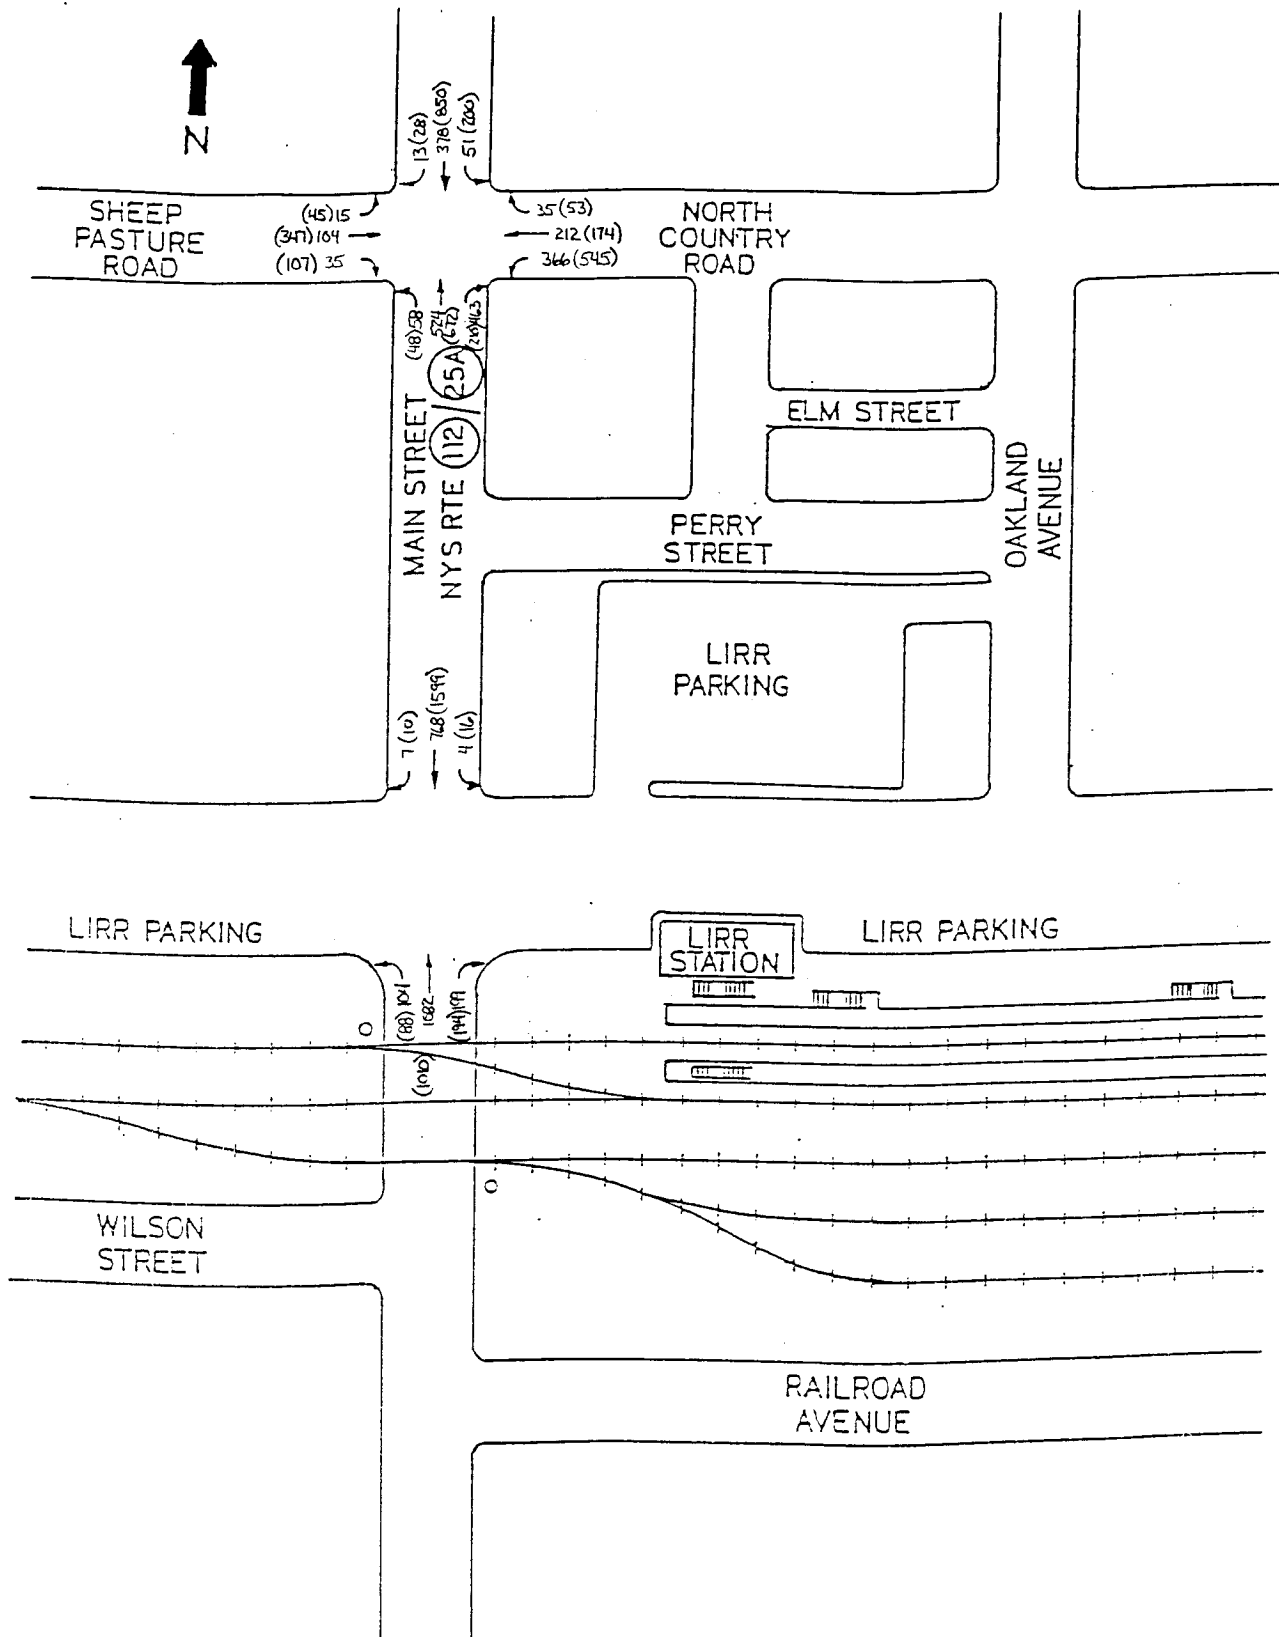 N
13 (28)
378 (850)
51 (200)
SHEEP
PASTURE
ROAD
(45) 15
(347) 104
(107) 35
35 (53)
212 (174)
366 (545)
NORTH
COUNTRY
ROAD
(48) 58
524
(672)
463
25A
112
MAIN STREET
NYS RTE
ELM STREET
PERRY
STREET
OAKLAND
AVENUE
LIRR
PARKING
7 (10)
768 (1599)
4 (16)
LIRR PARKING
LIRR
STATION
LIRR PARKING
(88) 104
1082
(194) 199
(1010)
WILSON
STREET
RAILROAD
AVENUE